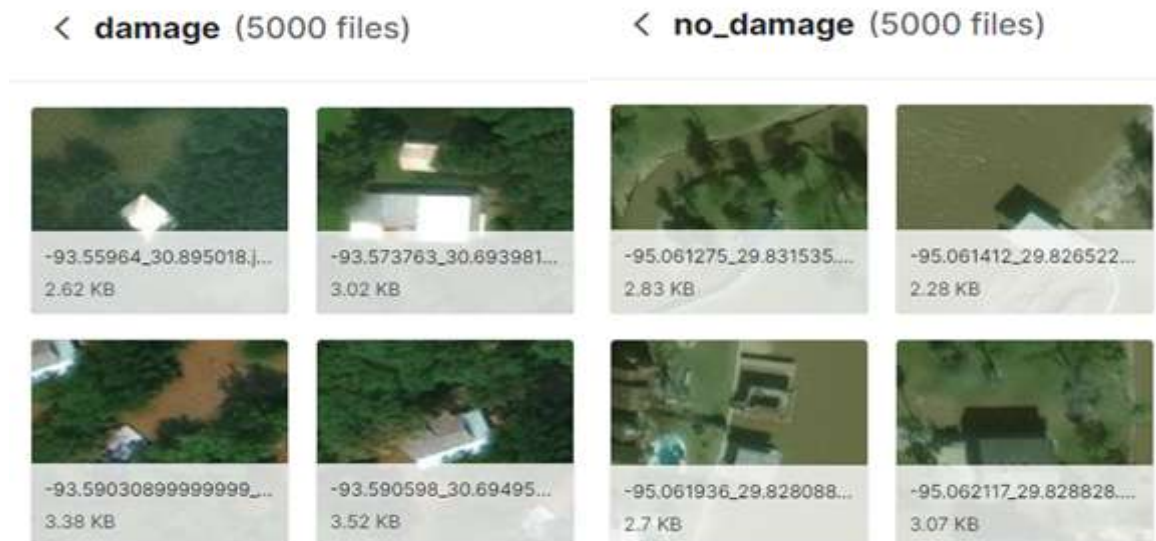 < damage (5000 files)
< no_damage (5000 files)
-93.55964_30.895018.j...
2.62 KB
-93.573763_30.693981...
3.02 KB
-95.061275_29.831535....
2.83 KB
-95.061412_29.826522...
2.28 KB
-93.59030899999999_...
3.38 KB
-93.590598_30.69495...
3.52 KB
-95.061936_29.828088...
2.7 KB
-95.062117_29.828828....
3.07 KB